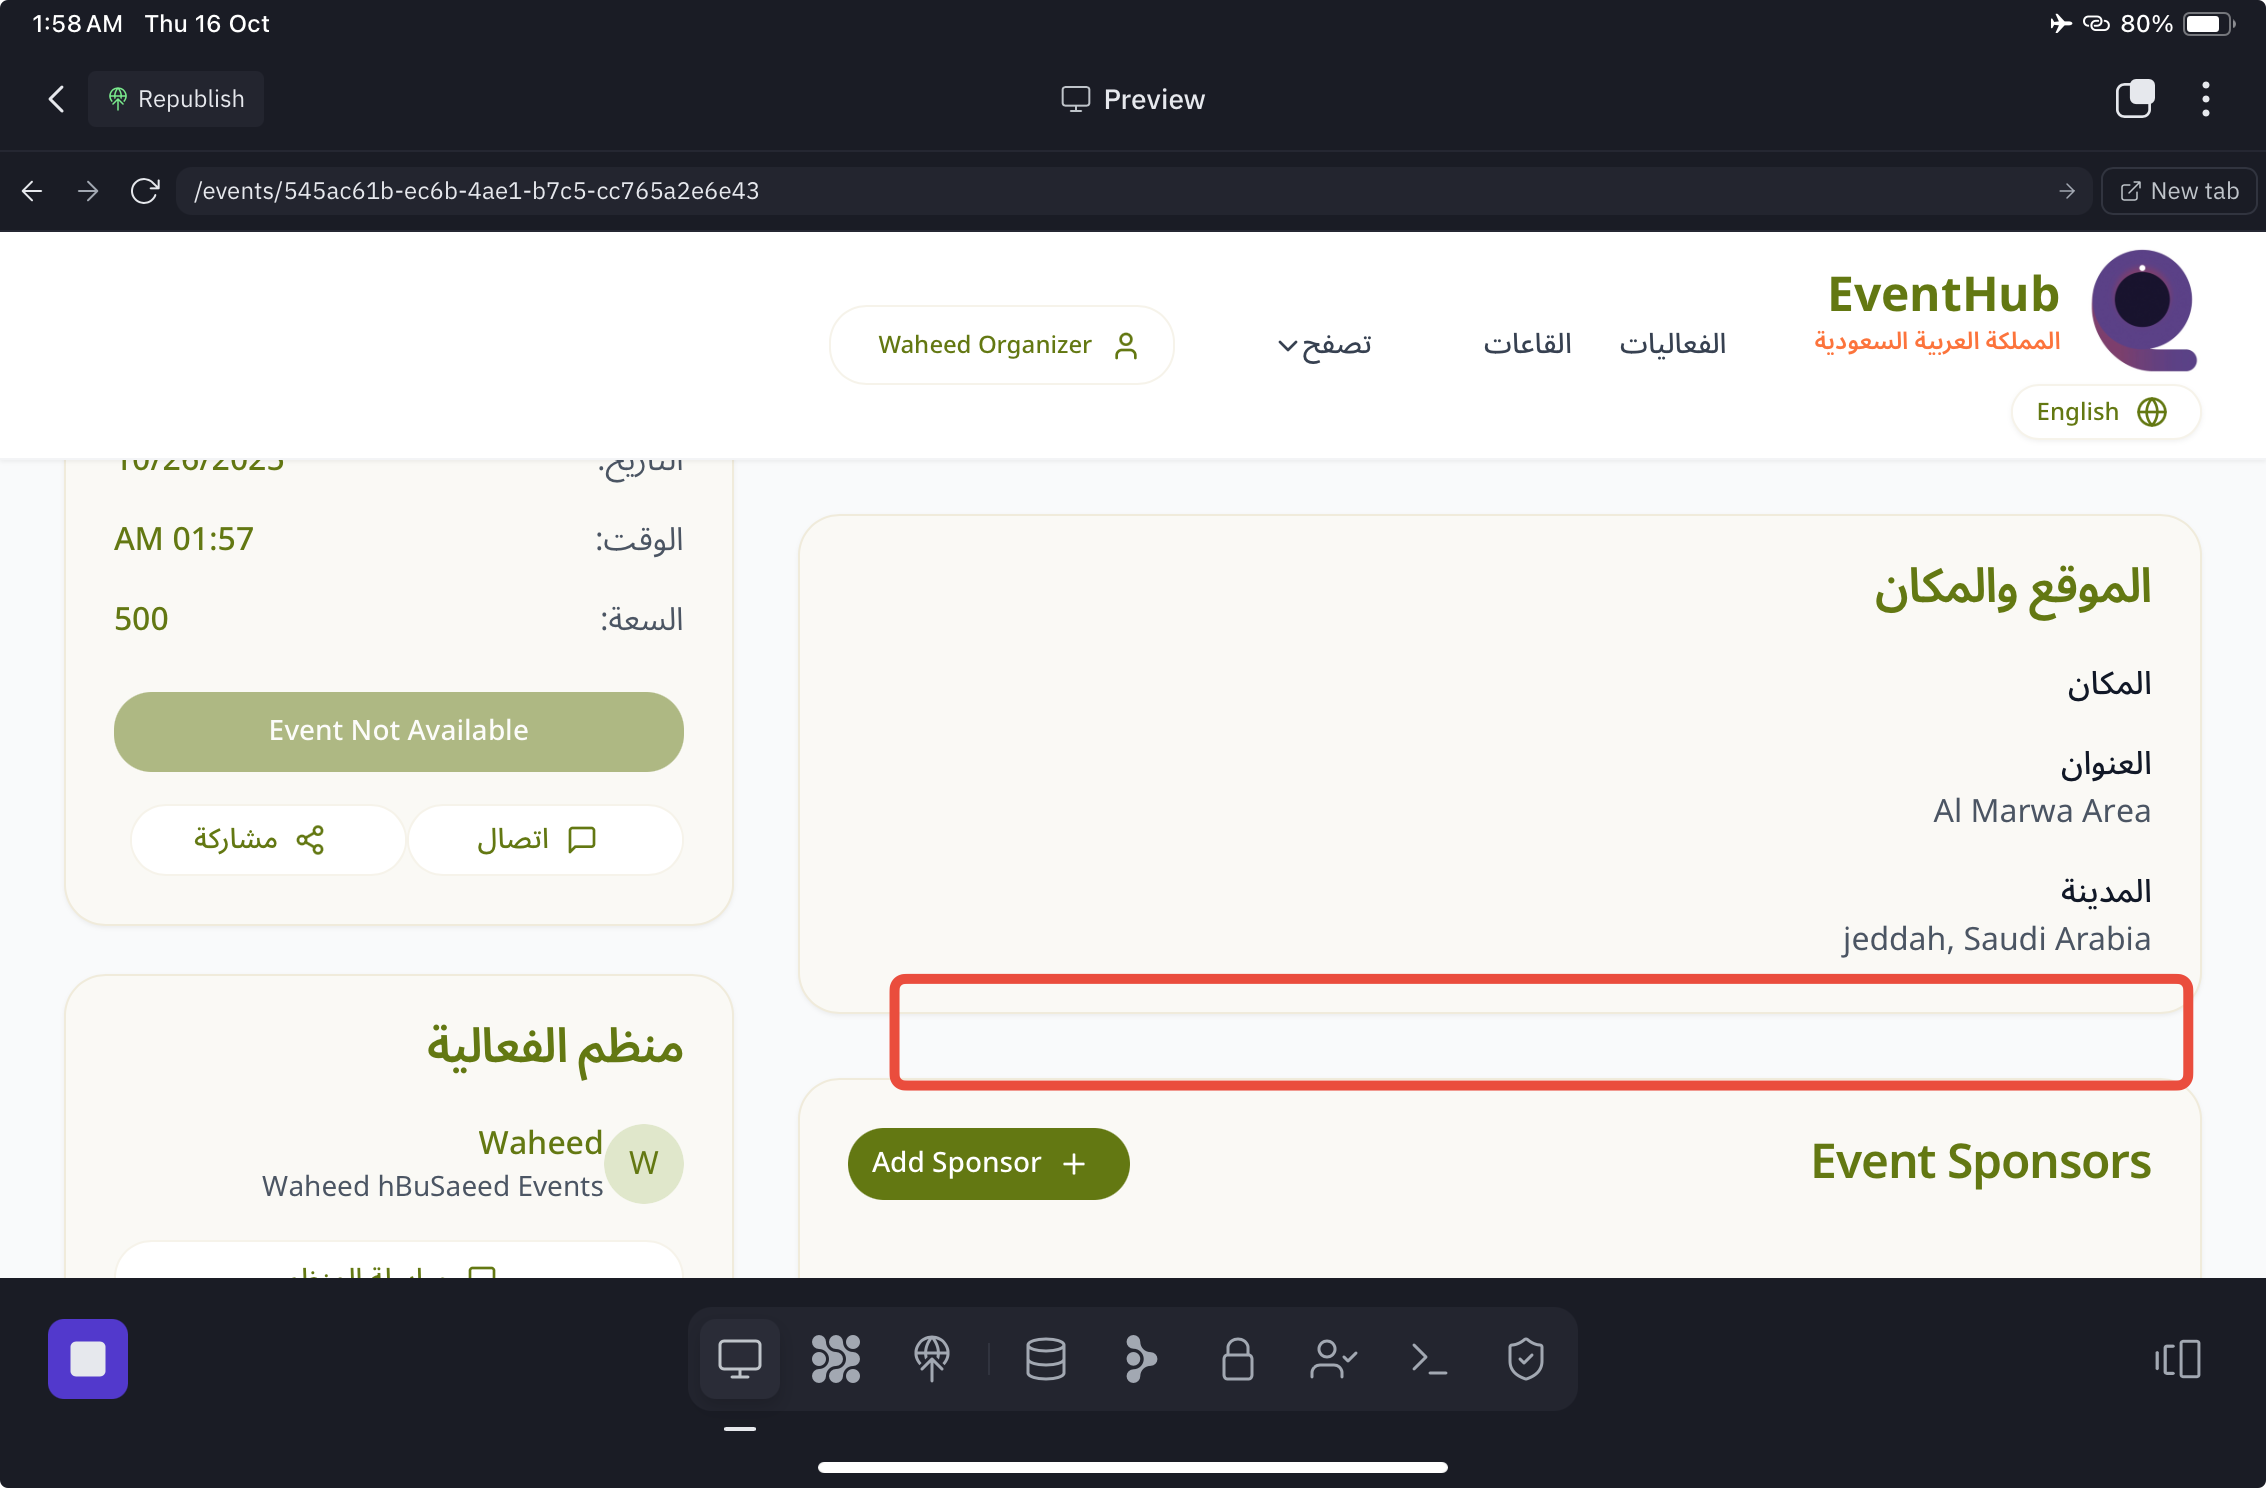 1:58 AM Thu 16 Oct
80%
Republish
Preview
/events/545ac61b-ec6b-4ae1-b7c5-cc765a2e6e43
New tab
EventHub
المملكة العربية السعودية
الفعاليات
القاعات
تصفح
Waheed Organizer
English
الموقع والمكان
المكان
العنوان
Al Marwa Area
المدينة
jeddah, Saudi Arabia
Event Sponsors
Add Sponsor
التاريخ: 10/26/2025
الوقت: 01:57 AM
السعة: 500
Event Not Available
اتصال
مشاركة
منظم الفعالية
W
Waheed
Waheed hBuSaeed Events